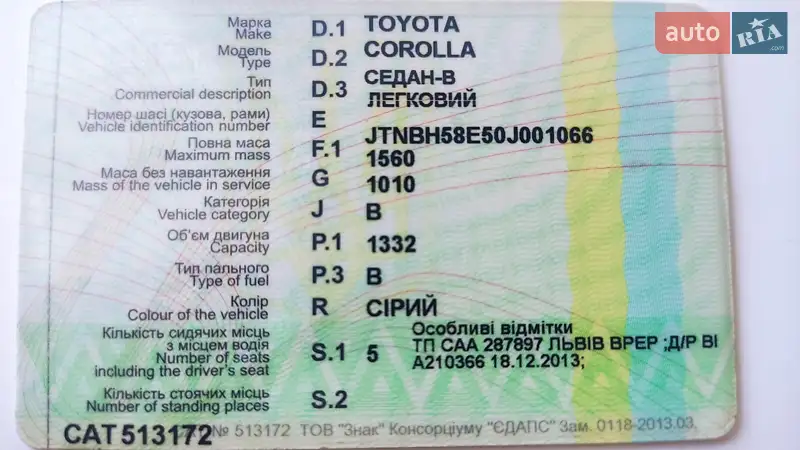 auto RIA .com
Марка D.1 TOYOTA
Make
Модель D.2 COROLLA
Type
Тип D.3 СЕДАН-В
Commercial description ЛЕГКОВИЙ
Номер шасі (кузова, рами) E
Vehicle identification number JTNBH58E50J001066
Повна маса F.1 1560
Maximum mass
Маса без навантаження G 1010
Mass of the vehicle in service
Категорія J B
Vehicle category
Об'єм двигуна P.1 1332
Capacity
Тип пального P.3 B
Type of fuel
Колір R СІРИЙ
Colour of the vehicle
Кількість сидячих місць Особливі відмітки
з місцем водія S.1 5 ТП САА 287897 ЛЬВІВ ВРЕР ;Д/Р ВІ
Number of seats А210366 18.12.2013;
including the driver's seat
Кількість стоячих місць S.2
Number of standing places
САТ 513172 № 513172 ТОВ "Знак" Консорціуму "ЄДАПС" Зам. 0118-2013.03.